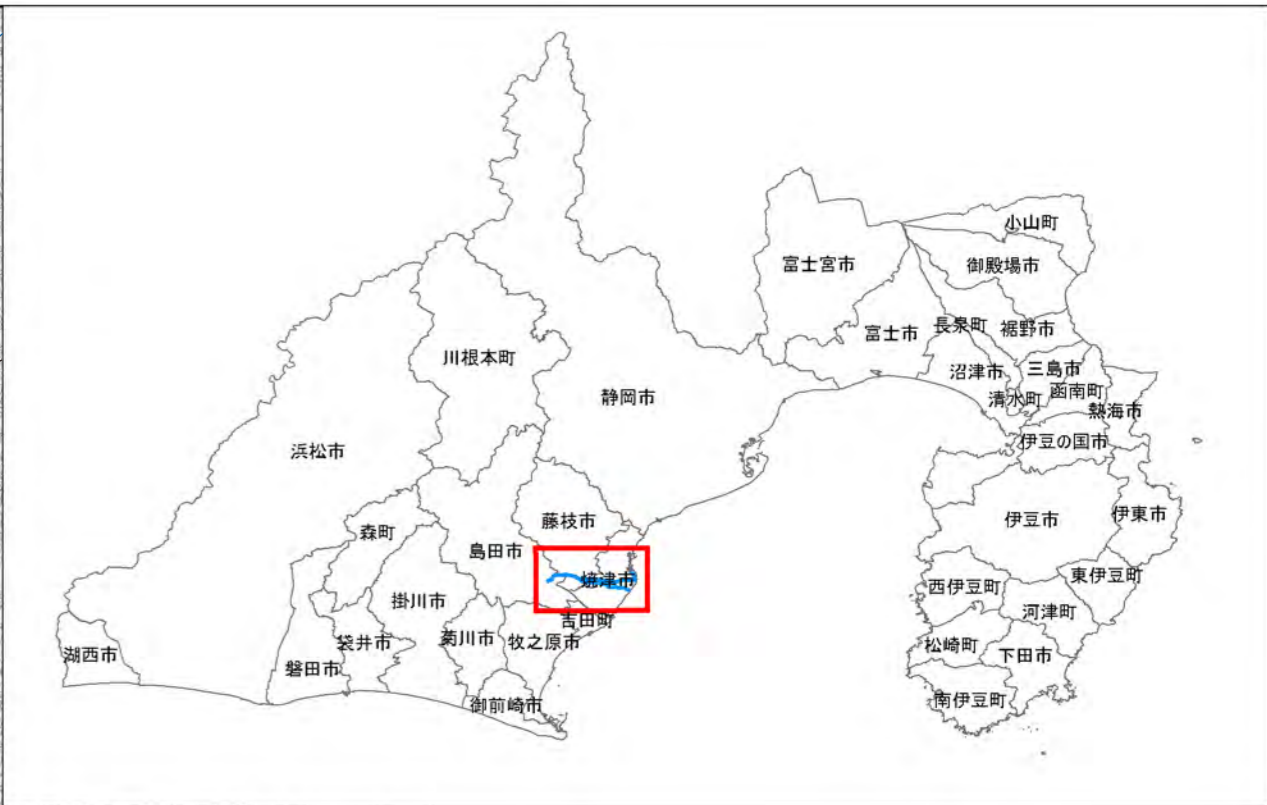 小山町
富士宮市
御殿場市
富士市
長泉町
裾野市
川根本町
沼津市
三島市
函南町
静岡市
清水町
熱海市
伊豆の国市
浜松市
藤枝市
伊豆市
伊東市
森町
島田市
焼津市
東伊豆町
西伊豆町
掛川市
河津町
吉田町
袋井市
菊川市
牧之原市
松崎町
下田市
湖西市
磐田市
御前崎市
南伊豆町